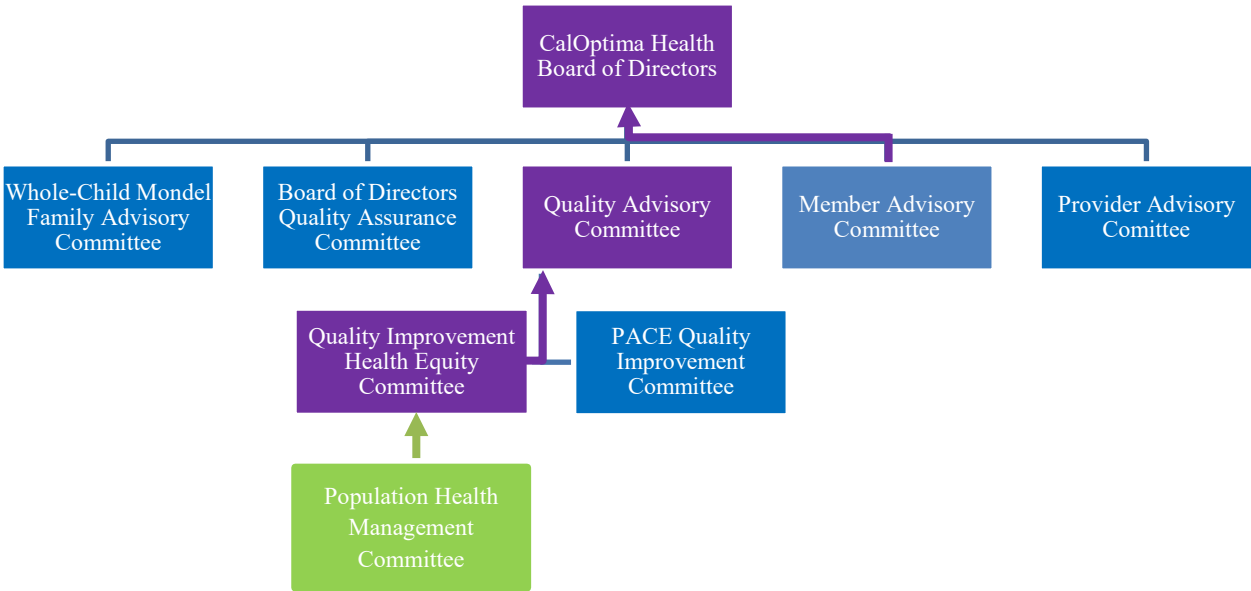 CalOptima Health
Board of Directors
Whole-Child Mondel
Family Advisory
Committee
Board of Directors
Quality Assurance
Committee
Quality Advisory
Committee
Member Advisory
Committee
Provider Advisory
Comittee
Quality Improvement
Health Equity
Committee
PACE Quality
Improvement
Committee
Population Health
Management
Committee